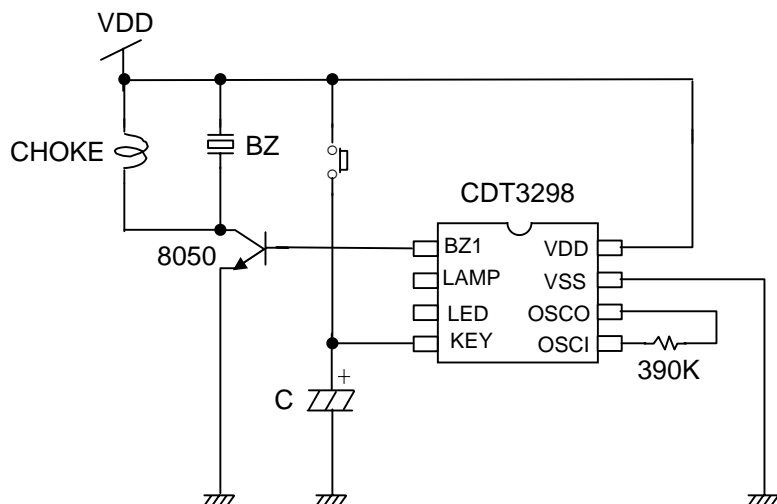 VDD
CHOKE
BZ
8050
CDT3298
BZ1
VDD
LAMP
VSS
LED
OSCO
KEY
OSCI
390K
C
+